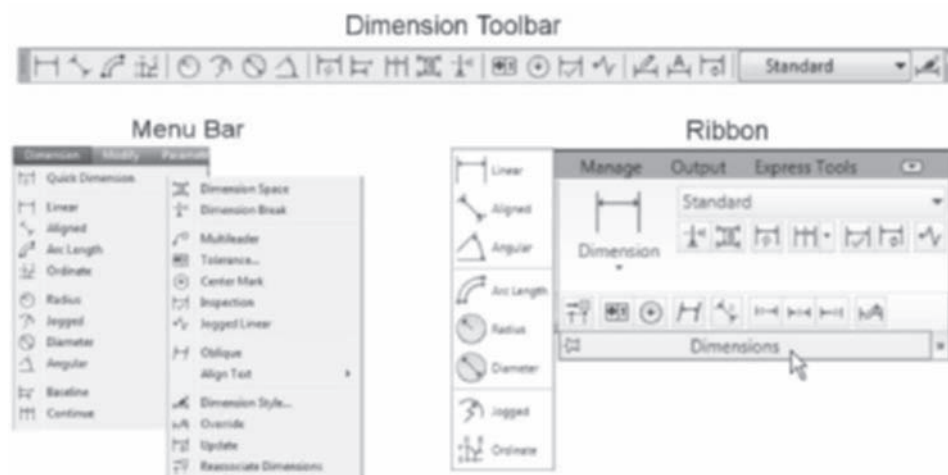 Dimension Toolbar
Standard
Menu Bar
Dimension Modify
Quick Dimension
Linear
Aligned
Arc Length
Ordinate
Radius
Jogged
Diameter
Angular
Baseline
Continue
Dimension Space
Dimension Break
Multileader
Tolerance...
Center Mark
Inspection
Jogged Linear
Oblique
Align Text
Dimension Style...
Override
Update
Reassociate Dimensions
Ribbon
Linear
Aligned
Angular
Arc Length
Radius
Diameter
Jogged
Ordinate
Manage Output Express Tools
Standard
Dimension
Dimensions